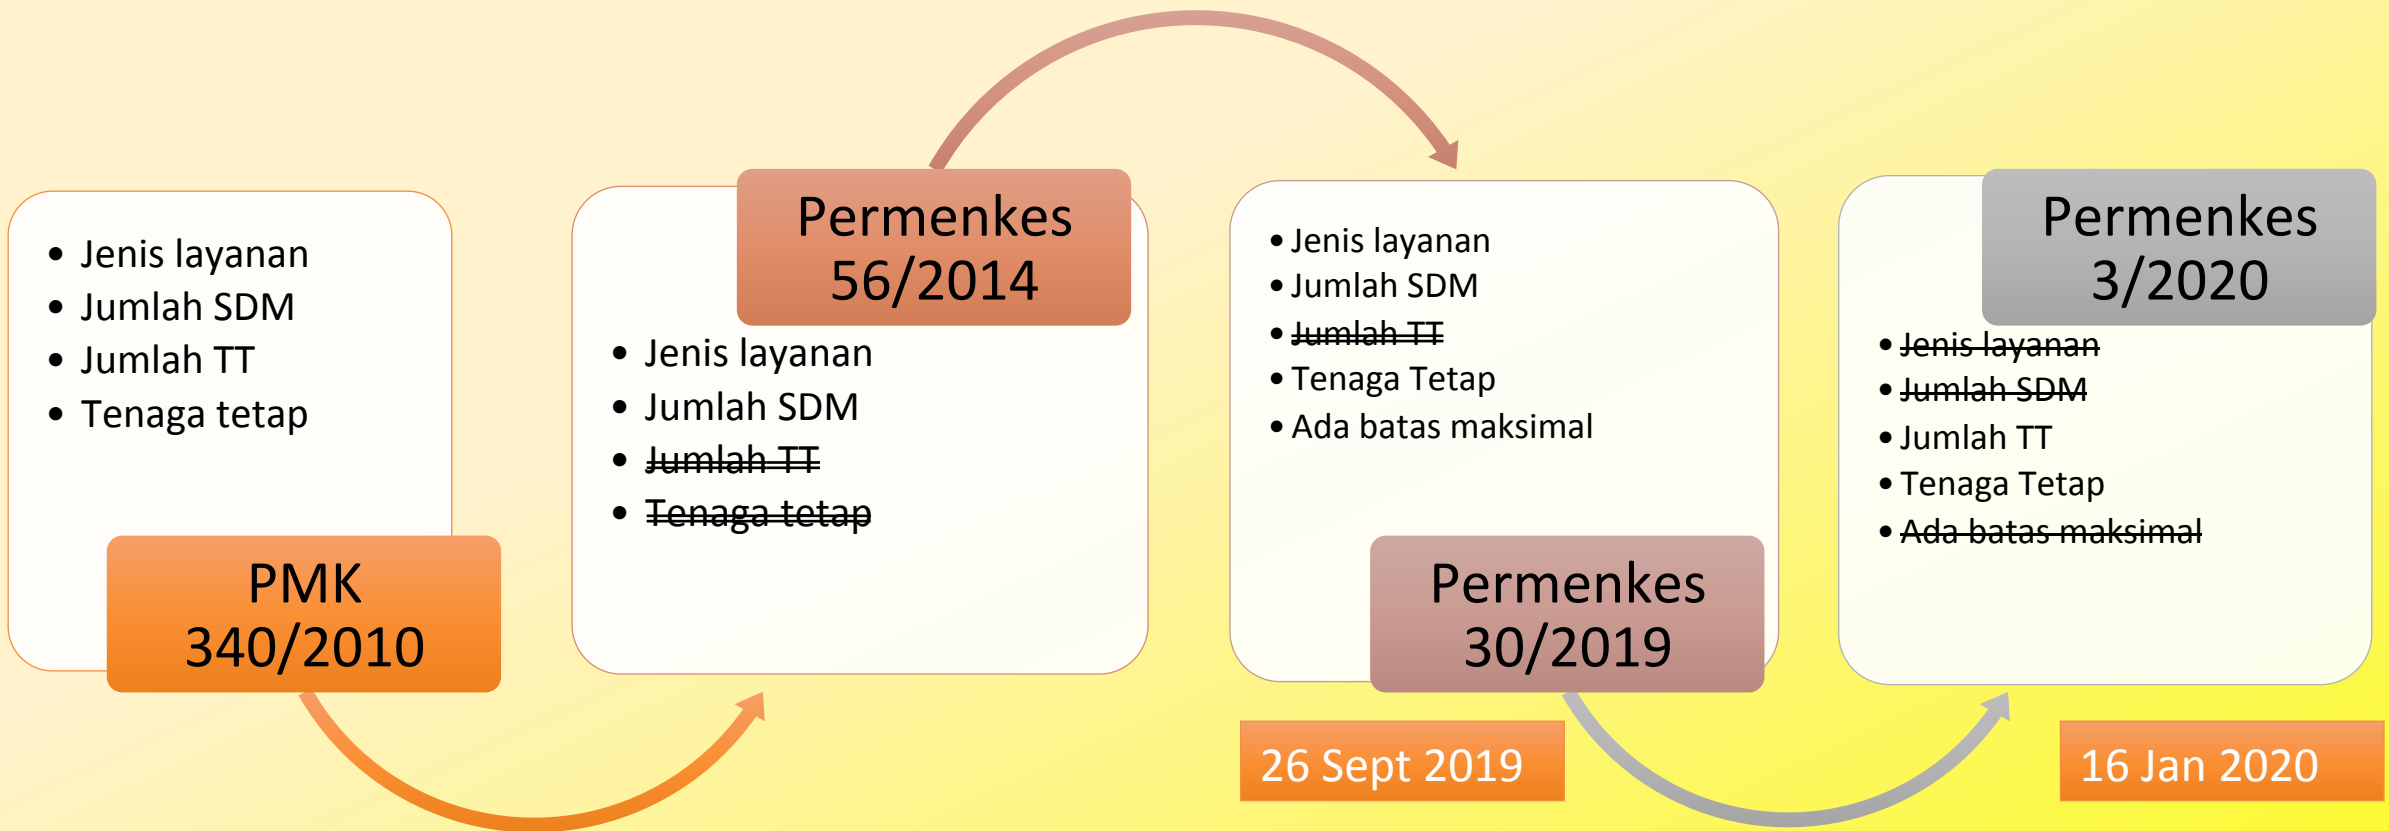 • Jenis layanan
• Jumlah SDM
• Jumlah TT
• Tenaga tetap
PMK
340/2010
Permenkes
56/2014
• Jenis layanan
• Jumlah SDM
• Jumlah TT
• Tenaga tetap
• Jenis layanan
• Jumlah SDM
• Jumlah TT
• Tenaga Tetap
• Ada batas maksimal
Permenkes
30/2019
26 Sept 2019
Permenkes
3/2020
• Jenis layanan
• Jumlah SDM
• Jumlah TT
• Tenaga Tetap
• Ada batas maksimal
16 Jan 2020